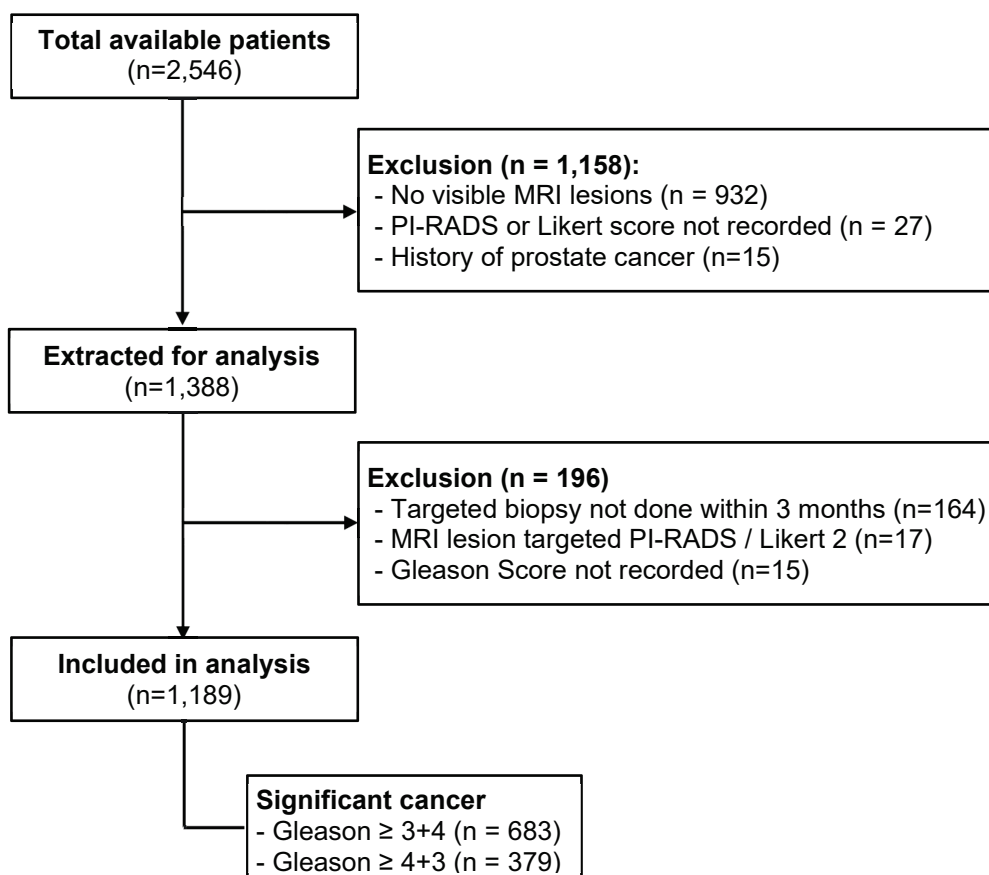 Total available patients
(n=2,546)
Exclusion (n = 1,158):
- No visible MRI lesions (n = 932)
- PI-RADS or Likert score not recorded (n = 27)
- History of prostate cancer (n=15)
Extracted for analysis
(n=1,388)
Exclusion (n = 196)
- Targeted biopsy not done within 3 months (n=164)
- MRI lesion targeted PI-RADS / Likert 2 (n=17)
- Gleason Score not recorded (n=15)
Included in analysis
(n=1,189)
Significant cancer
- Gleason ≥ 3+4 (n = 683)
- Gleason ≥ 4+3 (n = 379)